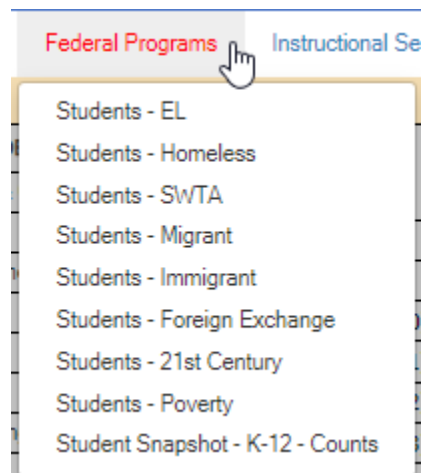 Federal Programs Instructional Se
Students - EL
Students - Homeless
Students - SWTA
Students - Migrant
Students - Immigrant
Students - Foreign Exchange
Students - 21st Century
Students - Poverty
Student Snapshot - K-12 - Counts